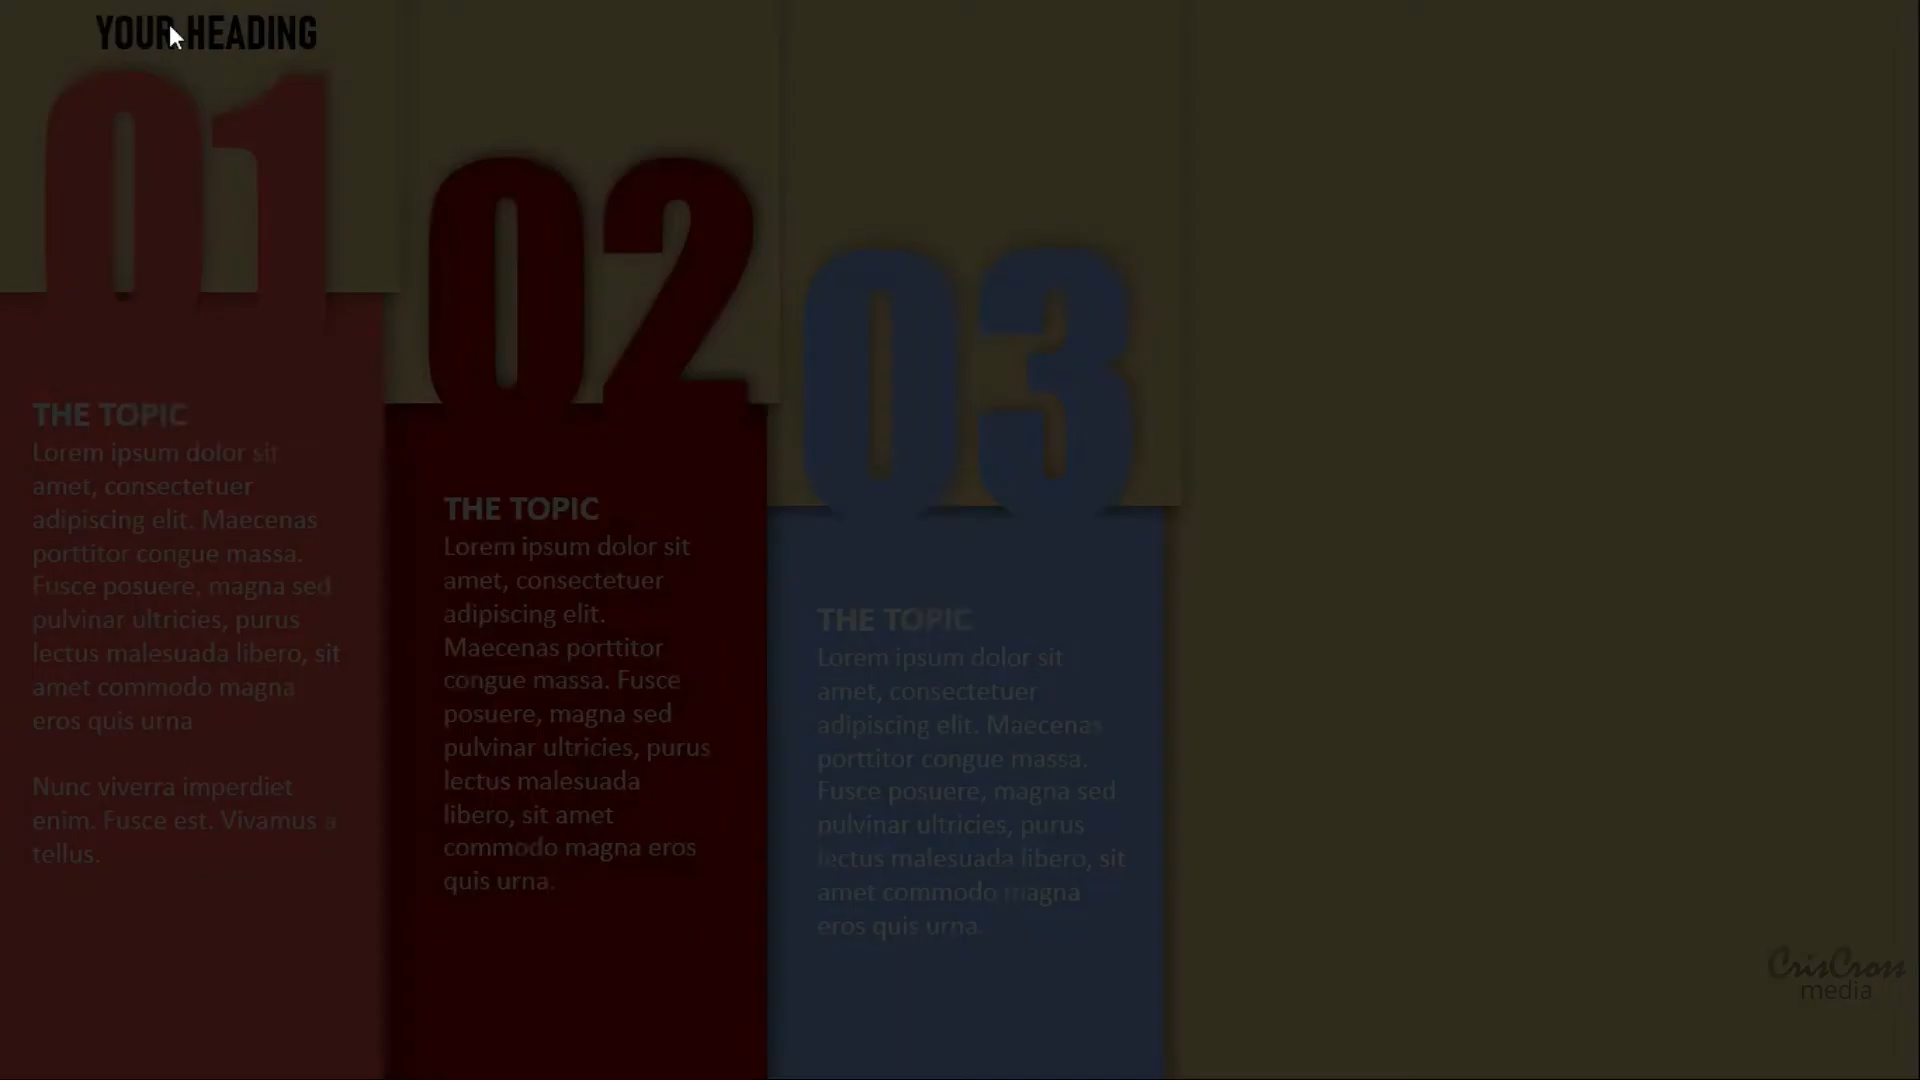 YOUR HEADING
01
THE TOPIC
Lorem ipsum dolor sit
amet, consectetuer
adipiscing elit. Maecenas
porttitor congue massa.
Fusce posuere, magna sed
pulvinar ultricies, purus
lectus malesuada libero, sit
amet commodo magna
eros quis urna
Nunc viverra imperdiet
enim. Fusce est. Vivamus a
tellus.
02
THE TOPIC
Lorem ipsum dolor sit
amet, consectetuer
adipiscing elit.
Maecenas porttitor
congue massa. Fusce
posuere, magna sed
pulvinar ultricies, purus
lectus malesuada
libero, sit amet
commodo magna eros
quis urna.
03
THE TOPIC
Lorem ipsum dolor sit
amet, consectetuer
adipiscing elit. Maecenas
porttitor congue massa.
Fusce posuere, magna sed
pulvinar ultricies, purus
lectus malesuada libero, sit
amet commodo magna
eros quis urna.
CrisCross
media